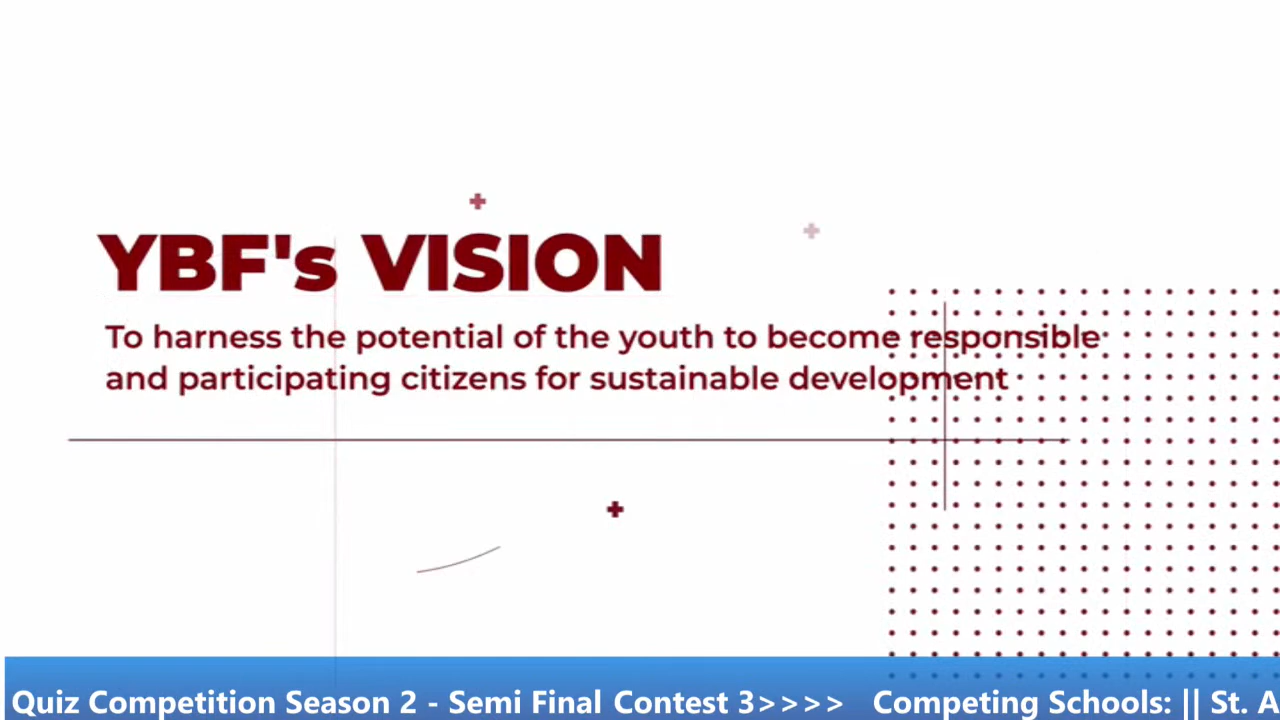 YBF's VISION
To harness the potential of the youth to become responsible
and participating citizens for sustainable development
Quiz Competition Season 2 - Semi Final Contest 3>>>> Competing Schools: || St. A